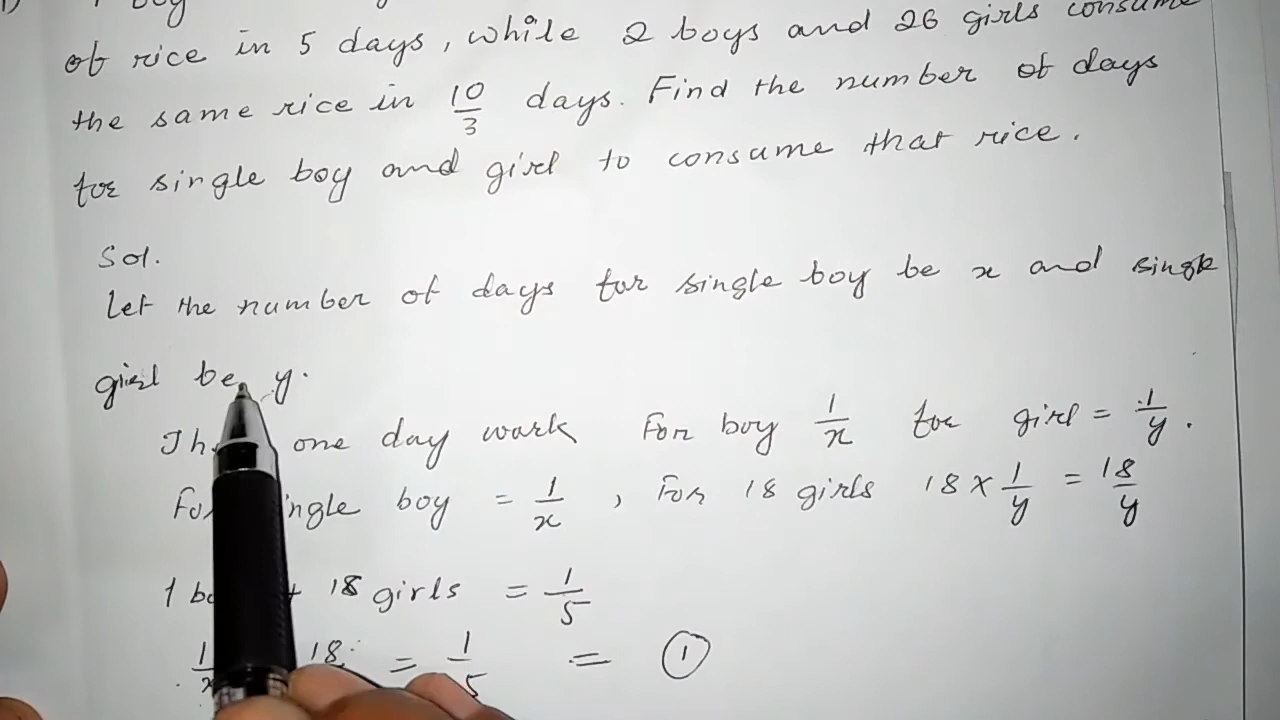 1 boy
of rice in 5 days, while 2 boys and 26 girls consume
the same rice in 10/3 days. Find the number of days
for single boy and girl to consume that rice.
Sol.
Let the number of days for single boy be x and single
girl be y.
one day work For boy 1/x for girl = 1/y.
boy = 1/x , For 18 girls 18 × 1/y = 18/y
1 18 girls = 1/5
18 = 1/5 = ①